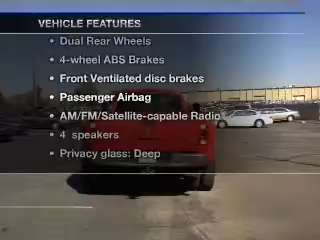 VEHICLE FEATURES
• Dual Rear Wheels
• 4-wheel ABS Brakes
• Front Ventilated disc brakes
• Passenger Airbag
• AM/FM/Satellite-capable Radio
• 4 speakers
• Privacy glass: Deep